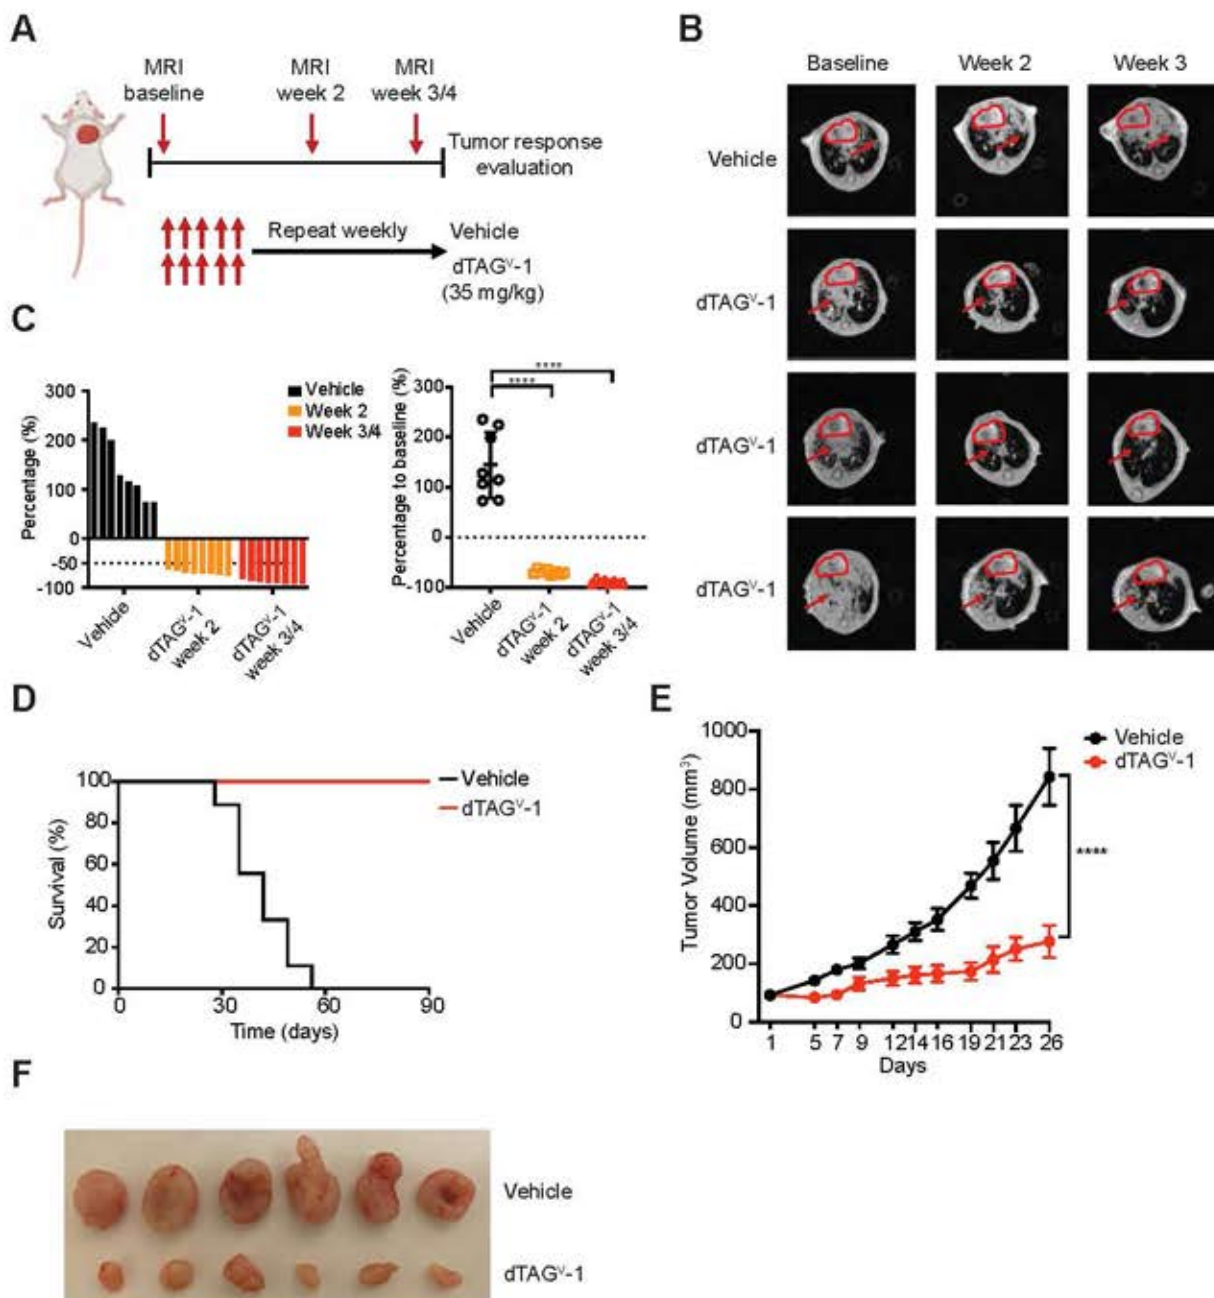 A
MRI
baseline
MRI
week 2
MRI
week 3/4
Tumor response
evaluation
Repeat weekly
Vehicle
dTAGⱽ-1
(35 mg/kg)
B
Baseline
Week 2
Week 3
Vehicle
dTAGⱽ-1
dTAGⱽ-1
dTAGⱽ-1
C
Percentage (%)
300
200
100
0
-50
-100
Vehicle
Week 2
Week 3/4
Vehicle
dTAGⱽ-1
week 2
dTAGⱽ-1
week 3/4
Percentage to baseline (%)
300
200
100
0
-100
****
****
Vehicle
dTAGⱽ-1
week 2
dTAGⱽ-1
week 3/4
D
Survival (%)
100
80
60
40
20
0
0 30 60 90
Time (days)
Vehicle
dTAGⱽ-1
E
Tumor Volume (mm³)
1000
800
600
400
200
0
1 5 7 9 12 14 16 19 21 23 26
Days
Vehicle
dTAGⱽ-1
****
F
Vehicle
dTAGⱽ-1